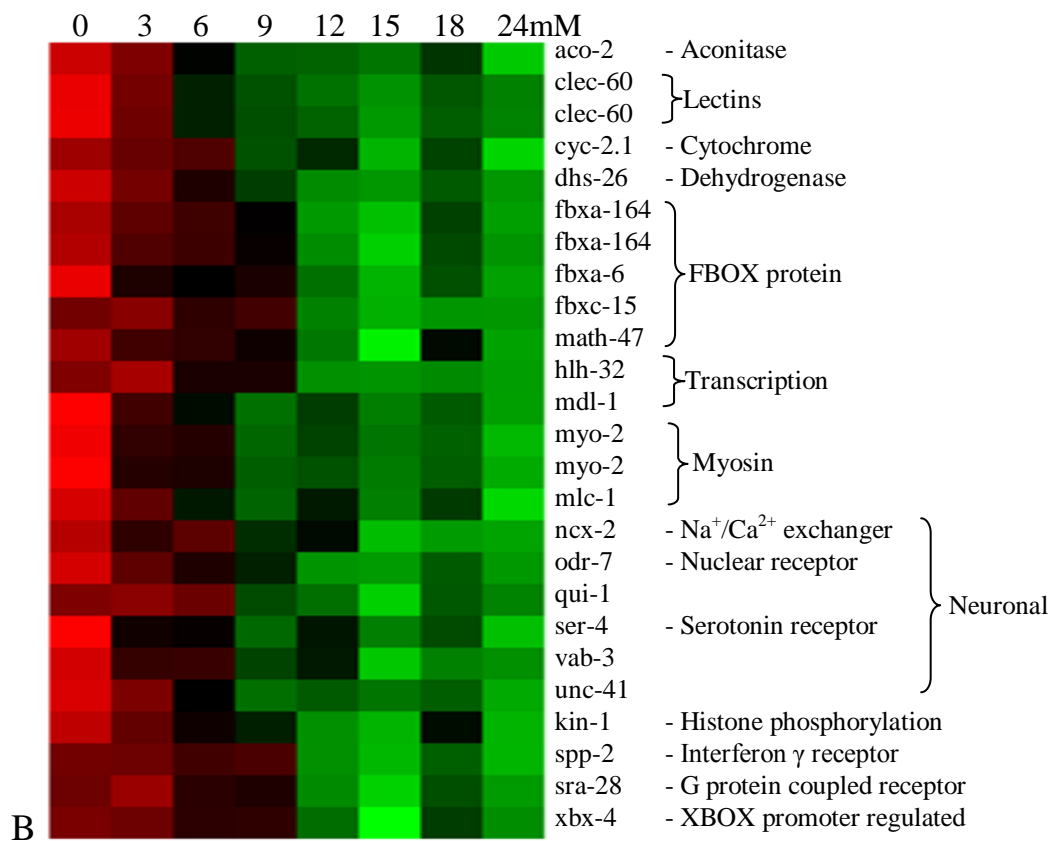 0 3 6 9 12 15 18 24mM
aco-2 - Aconitase
clec-60
Lectins
clec-60
cyc-2.1 - Cytochrome
dhs-26 - Dehydrogenase
fbxa-164
fbxa-164
fbxa-6 FBOX protein
fbxc-15
math-47
hlh-32
Transcription
mdl-1
myo-2
myo-2 Myosin
mlc-1
ncx-2 - Na⁺/Ca²⁺ exchanger
odr-7 - Nuclear receptor
qui-1 Neuronal
ser-4 - Serotonin receptor
vab-3
unc-41
kin-1 - Histone phosphorylation
spp-2 - Interferon γ receptor
sra-28 - G protein coupled receptor
xbx-4 - XBOX promoter regulated
B